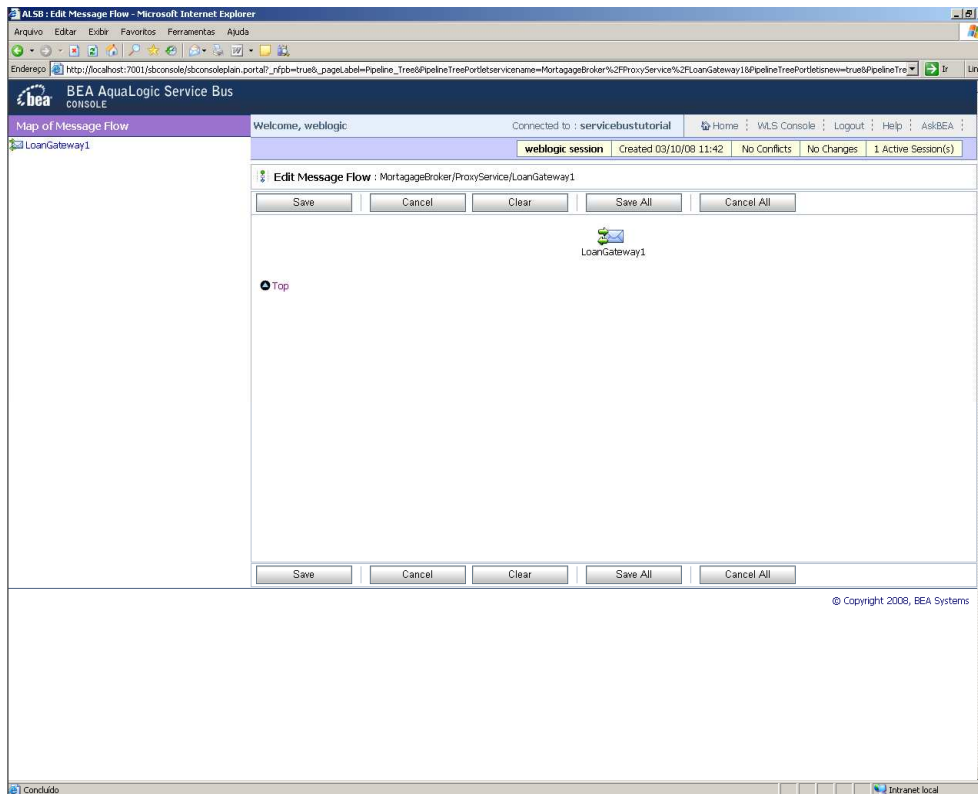 ALSB : Edit Message Flow - Microsoft Internet Explorer
Arquivo Editar Exibir Favoritos Ferramentas Ajuda
Endereço http://localhost:7001/sbconsole/sbconsoleplain.portal?_nfpb=true&_pageLabel=Pipeline_Tree&PipelineTreePortletservicename=MortagageBroker%2FProxyService%2FLoanGateway1&PipelineTreePortletisnew=true&PipelineTre Ir Lin
bea BEA AquaLogic Service Bus
CONSOLE
Map of Message Flow
LoanGateway1
Welcome, weblogic Connected to : servicebustutorial Home WLS Console Logout Help AskBEA
weblogic session Created 03/10/08 11:42 No Conflicts No Changes 1 Active Session(s)
Edit Message Flow : MortagageBroker/ProxyService/LoanGateway1
Save Cancel Clear Save All Cancel All
LoanGateway1
Top
Save Cancel Clear Save All Cancel All
© Copyright 2008, BEA Systems
Concluído Intranet local